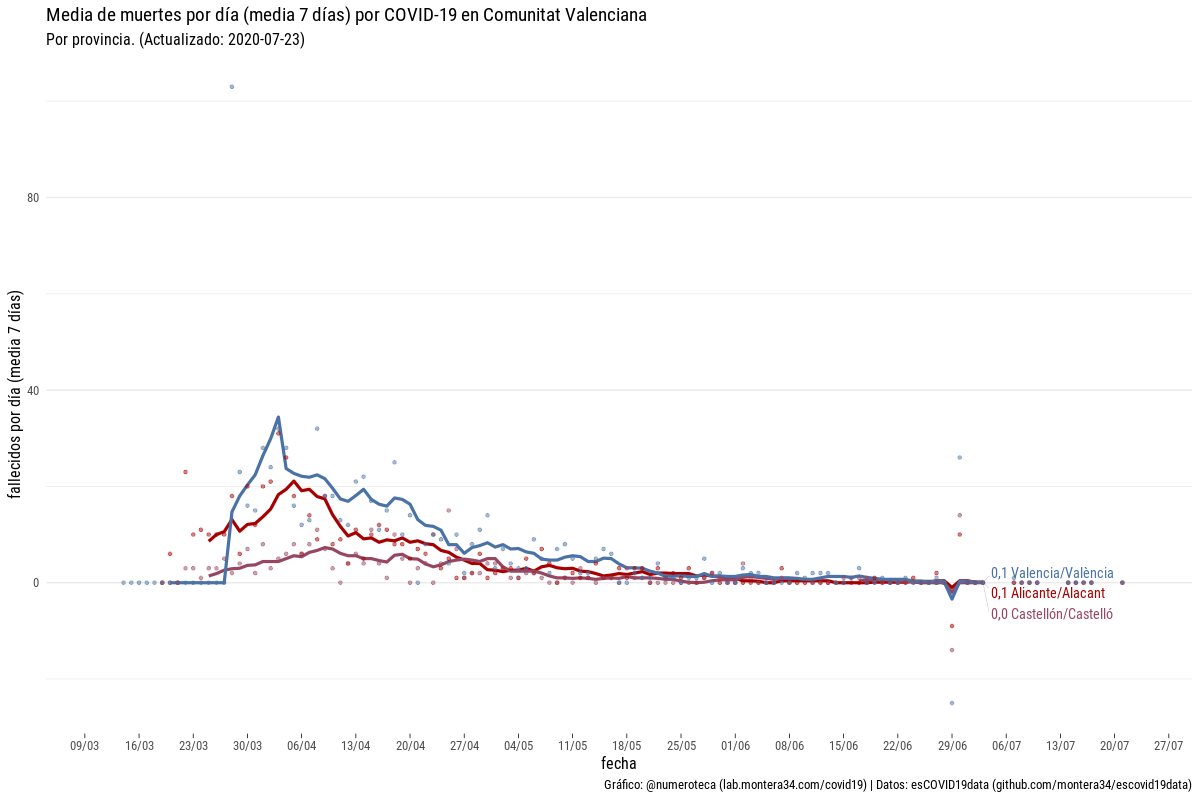 Media de muertes por día (media 7 días) por COVID-19 en Comunitat Valenciana
Por provincia. (Actualizado: 2020-07-23)
fallecidos por día (media 7 días)
80
40
0
0,1 Valencia/València
0,1 Alicante/Alacant
0,0 Castellón/Castelló
09/03 16/03 23/03 30/03 06/04 13/04 20/04 27/04 04/05 11/05 18/05 25/05 01/06 08/06 15/06 22/06 29/06 06/07 13/07 20/07 27/07
fecha
Gráfico: @numeroteca (lab.montera34.com/covid19) | Datos: esCOVID19data (github.com/montera34/escovid19data)